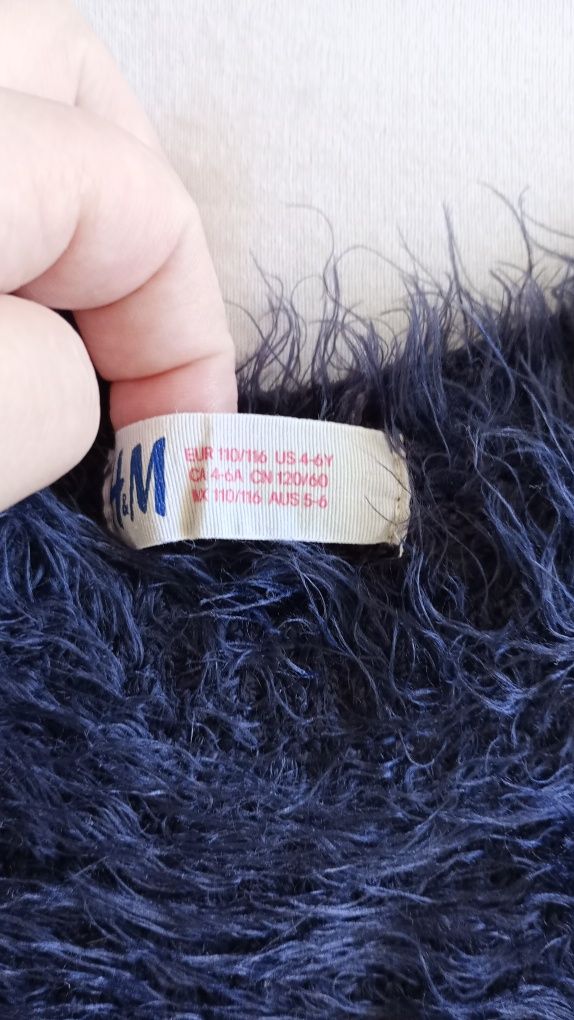 H&M
EUR 110/116 US 4-6Y
CA 4-6A CN 120/60
MX 110/116 AUS 5-6